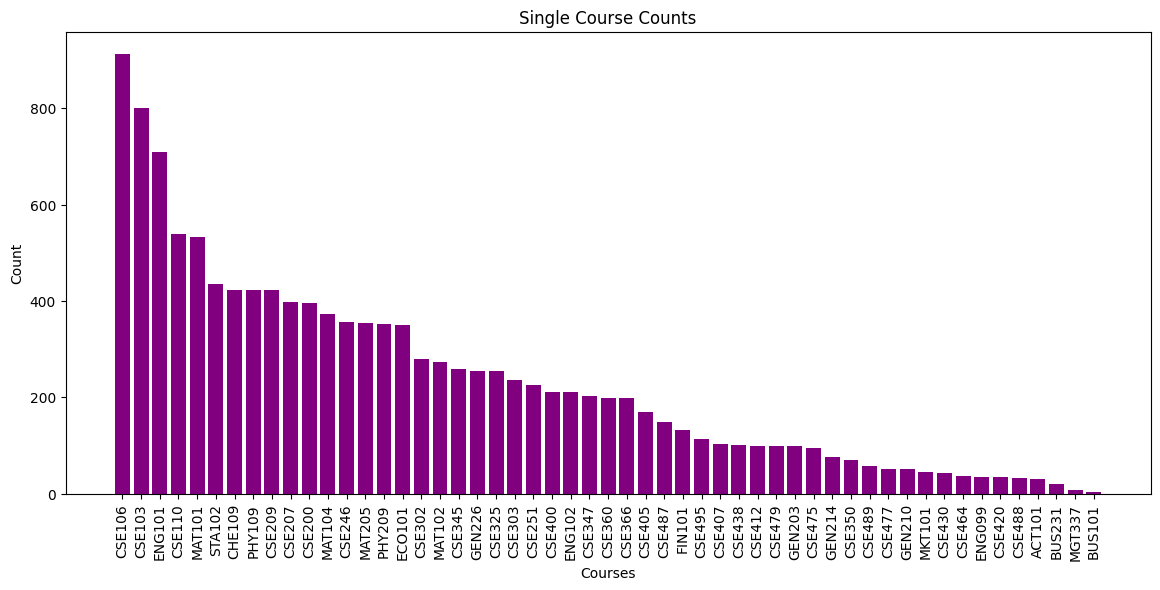 Single Course Counts
Count
800
600
400
200
0
CSE106
CSE103
ENG101
CSE110
MAT101
STA102
CHE109
PHY109
CSE209
CSE207
CSE200
MAT104
CSE246
MAT205
PHY209
ECO101
CSE302
MAT102
CSE345
GEN226
CSE325
CSE303
CSE251
CSE400
ENG102
CSE347
CSE360
CSE366
CSE405
CSE487
FIN101
CSE495
CSE407
CSE438
CSE412
CSE479
GEN203
CSE475
GEN214
CSE350
CSE489
CSE477
GEN210
MKT101
CSE430
CSE464
ENG099
CSE420
CSE488
ACT101
BUS231
MGT337
BUS101
Courses